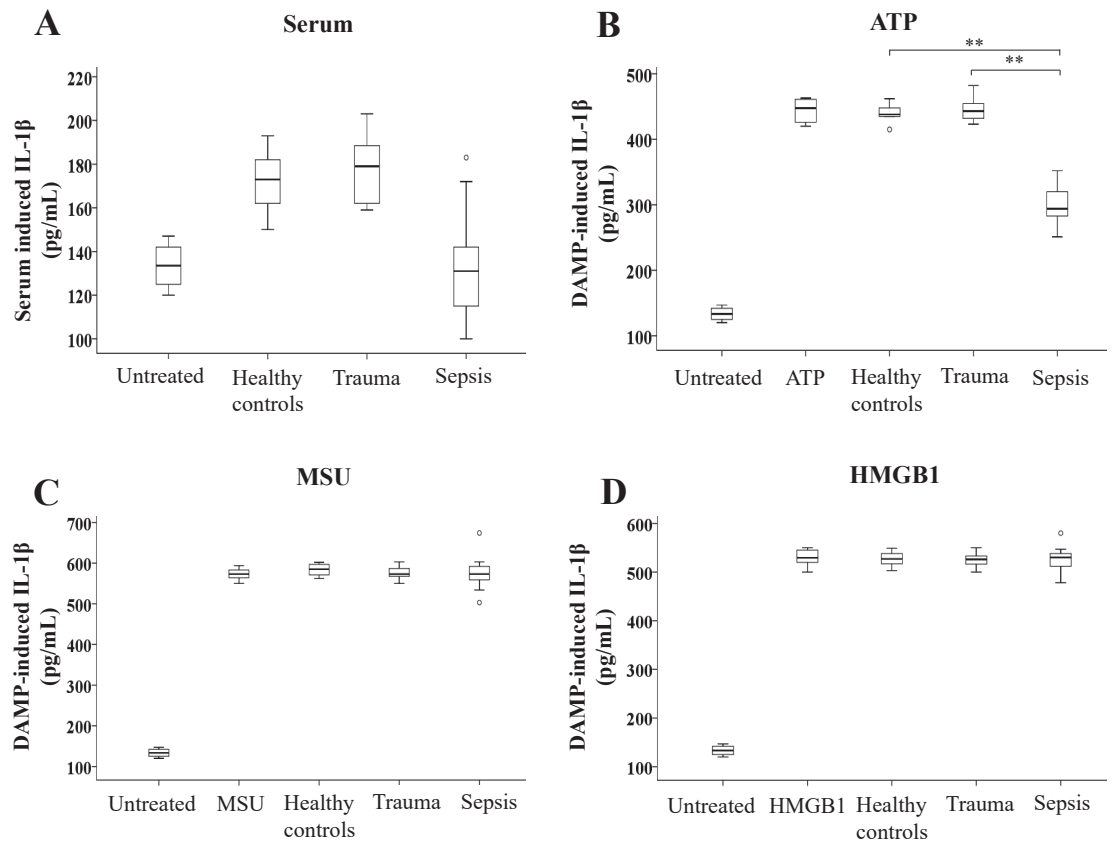 A
Serum
Serum induced IL-1β
(pg/mL)
220
200
180
160
140
120
100
Untreated
Healthy
controls
Trauma
Sepsis
B
ATP
**
**
DAMP-induced IL-1β
(pg/mL)
500
400
300
200
100
Untreated
ATP
Healthy
controls
Trauma
Sepsis
C
MSU
DAMP-induced IL-1β
(pg/mL)
700
600
500
400
300
200
100
Untreated
MSU
Healthy
controls
Trauma
Sepsis
D
HMGB1
DAMP-induced IL-1β
(pg/mL)
600
500
400
300
200
100
Untreated
HMGB1
Healthy
controls
Trauma
Sepsis